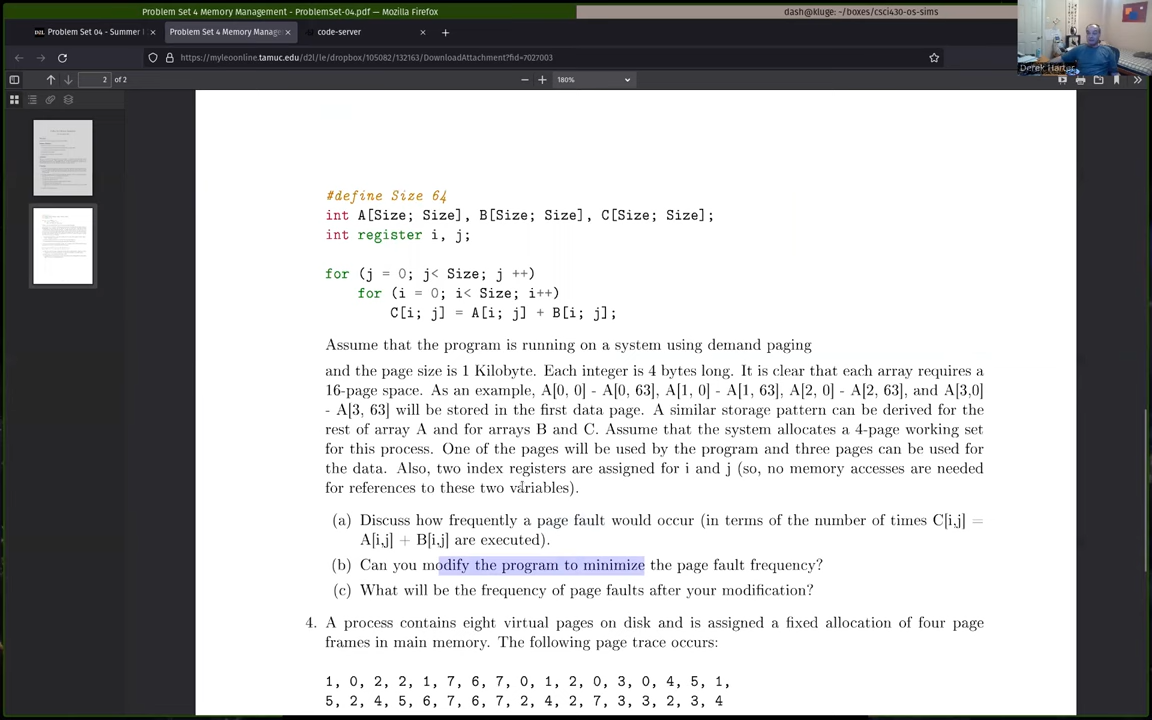 Problem Set 4 Memory Management - ProblemSet-04.pdf — Mozilla Firefox
dash@kluge: ~/boxes/csci430-os-sims
Problem Set 04 - Summer
Problem Set 4 Memory Manage
code-server
https://myleoonline.tamuc.edu/d2l/le/dropbox/105082/132163/DownloadAttachment?fid=7027003
Derek Harter
2 of 2
180%
#define Size 64
int A[Size; Size], B[Size; Size], C[Size; Size];
int register i, j;
for (j = 0; j< Size; j ++)
for (i = 0; i< Size; i++)
C[i; j] = A[i; j] + B[i; j];
Assume that the program is running on a system using demand paging
and the page size is 1 Kilobyte. Each integer is 4 bytes long. It is clear that each array requires a
16-page space. As an example, A[0, 0] - A[0, 63], A[1, 0] - A[1, 63], A[2, 0] - A[2, 63], and A[3,0]
- A[3, 63] will be stored in the first data page. A similar storage pattern can be derived for the
rest of array A and for arrays B and C. Assume that the system allocates a 4-page working set
for this process. One of the pages will be used by the program and three pages can be used for
the data. Also, two index registers are assigned for i and j (so, no memory accesses are needed
for references to these two variables).
(a) Discuss how frequently a page fault would occur (in terms of the number of times C[i,j] =
A[i,j] + B[i,j] are executed).
(b) Can you modify the program to minimize the page fault frequency?
(c) What will be the frequency of page faults after your modification?
4. A process contains eight virtual pages on disk and is assigned a fixed allocation of four page
frames in main memory. The following page trace occurs:
1, 0, 2, 2, 1, 7, 6, 7, 0, 1, 2, 0, 3, 0, 4, 5, 1,
5, 2, 4, 5, 6, 7, 6, 7, 2, 4, 2, 7, 3, 3, 2, 3, 4